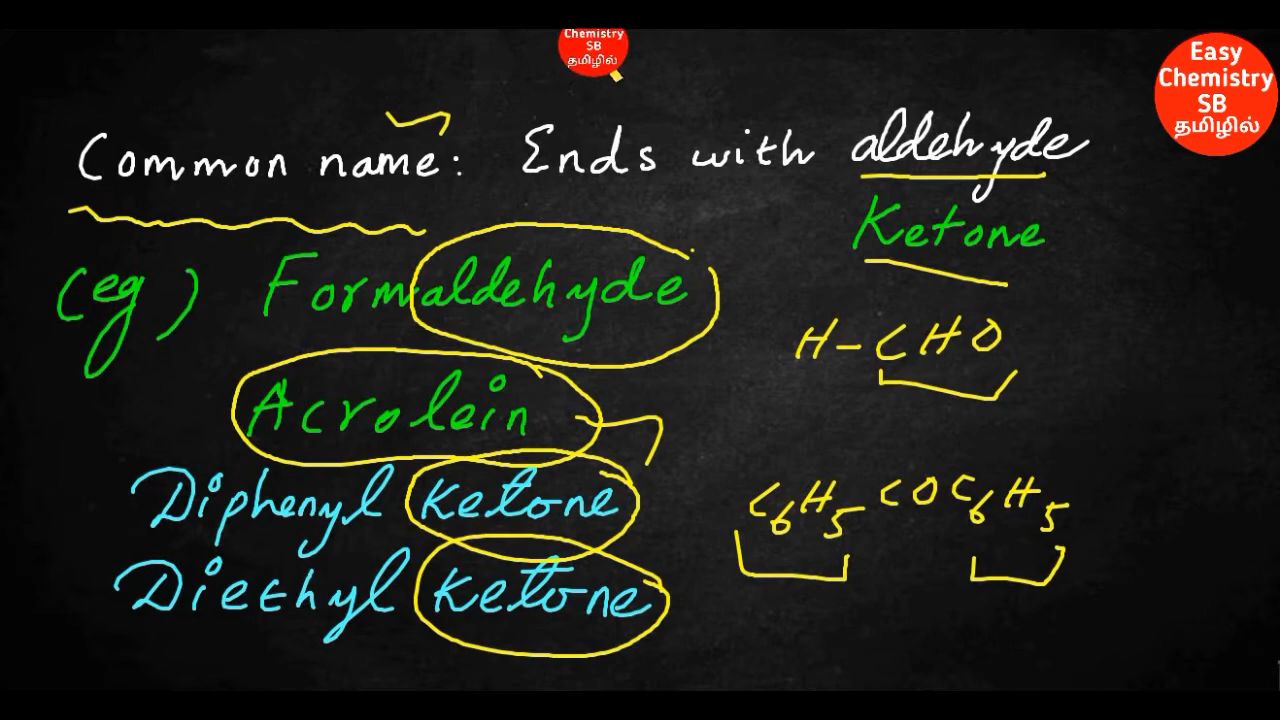 Chemistry
SB
தமிழில்
Easy
Chemistry
SB
தமிழில்
Common name: Ends with aldehyde
Ketone
(eg) Formaldehyde
H-CHO
Acrolein
Diphenyl Ketone
C6H5COC6H5
Diethyl Ketone